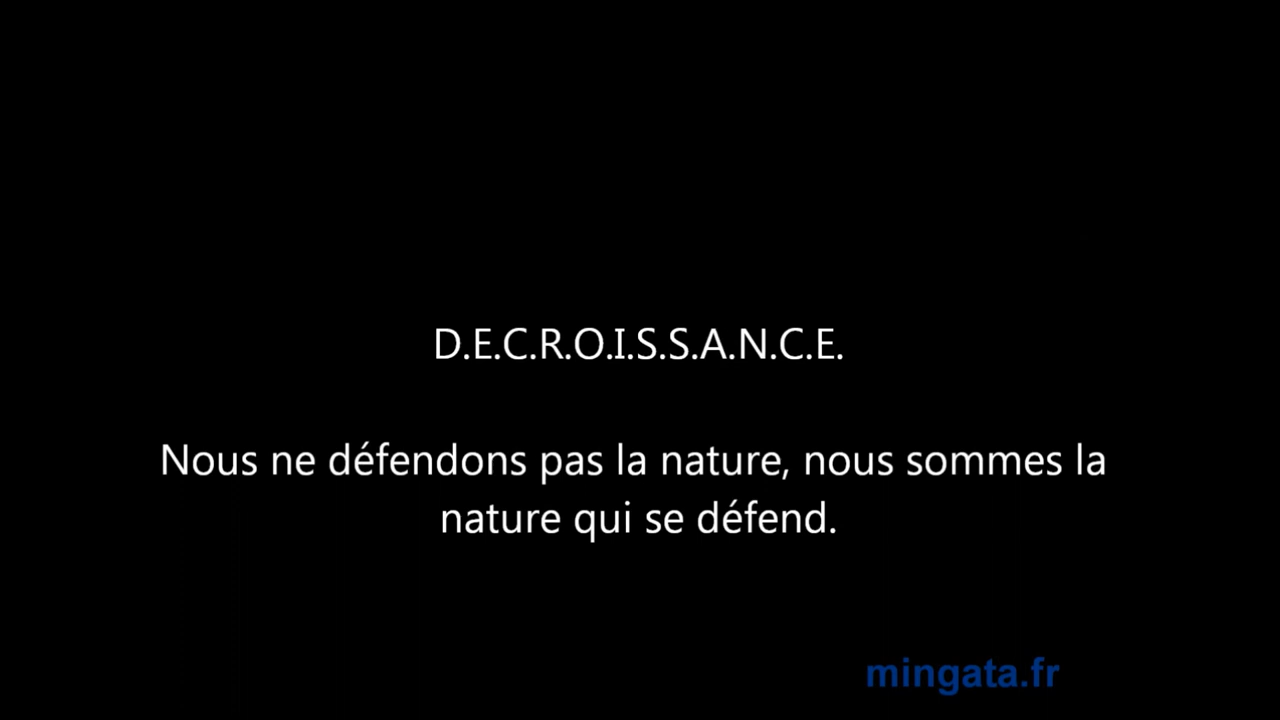 D.E.C.R.O.I.S.S.A.N.C.E.
Nous ne défendons pas la nature, nous sommes la
nature qui se défend.
mingata.fr